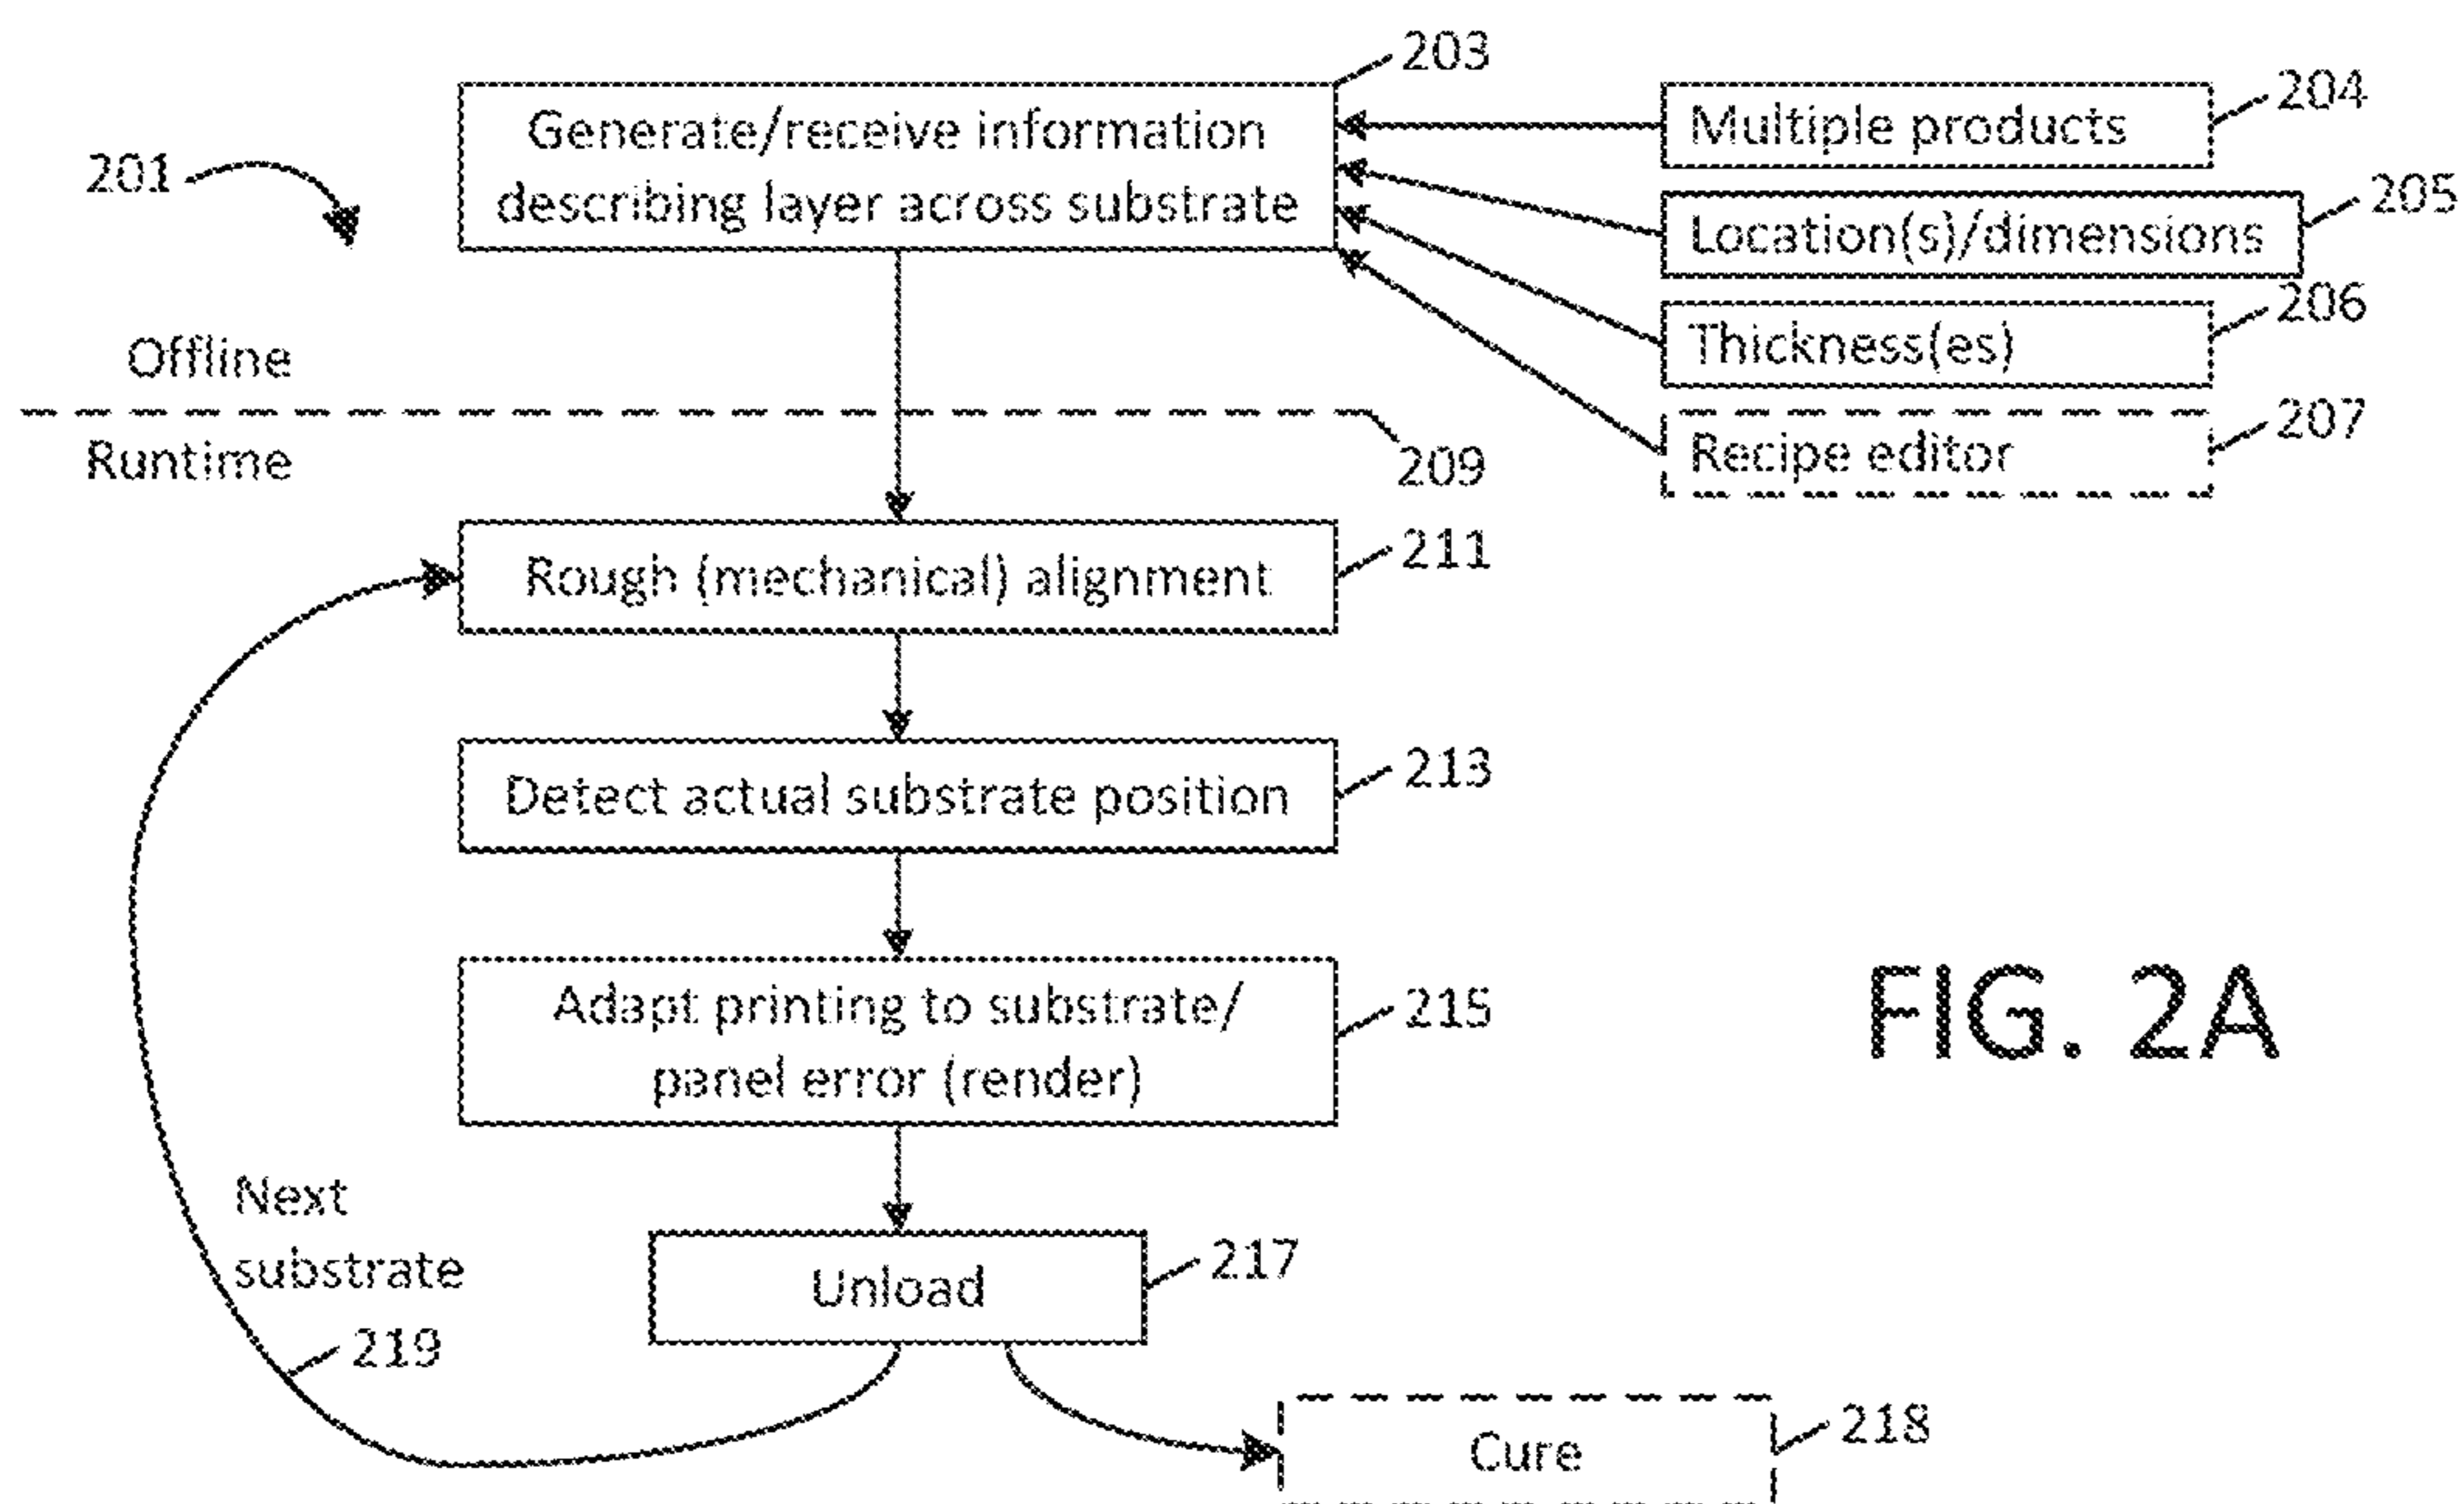 203
Generate/receive information
describing layer across substrate
Multiple products
204
201
Location(s)/dimensions
205
Thickness(es)
206
Offline
Runtime
209
Recipe editor
207
Rough (mechanical) alignment
211
Detect actual substrate position
213
Adapt printing to substrate/
panel error (render)
215
FIG. 2A
Next
substrate
219
Unload
217
Cure
218